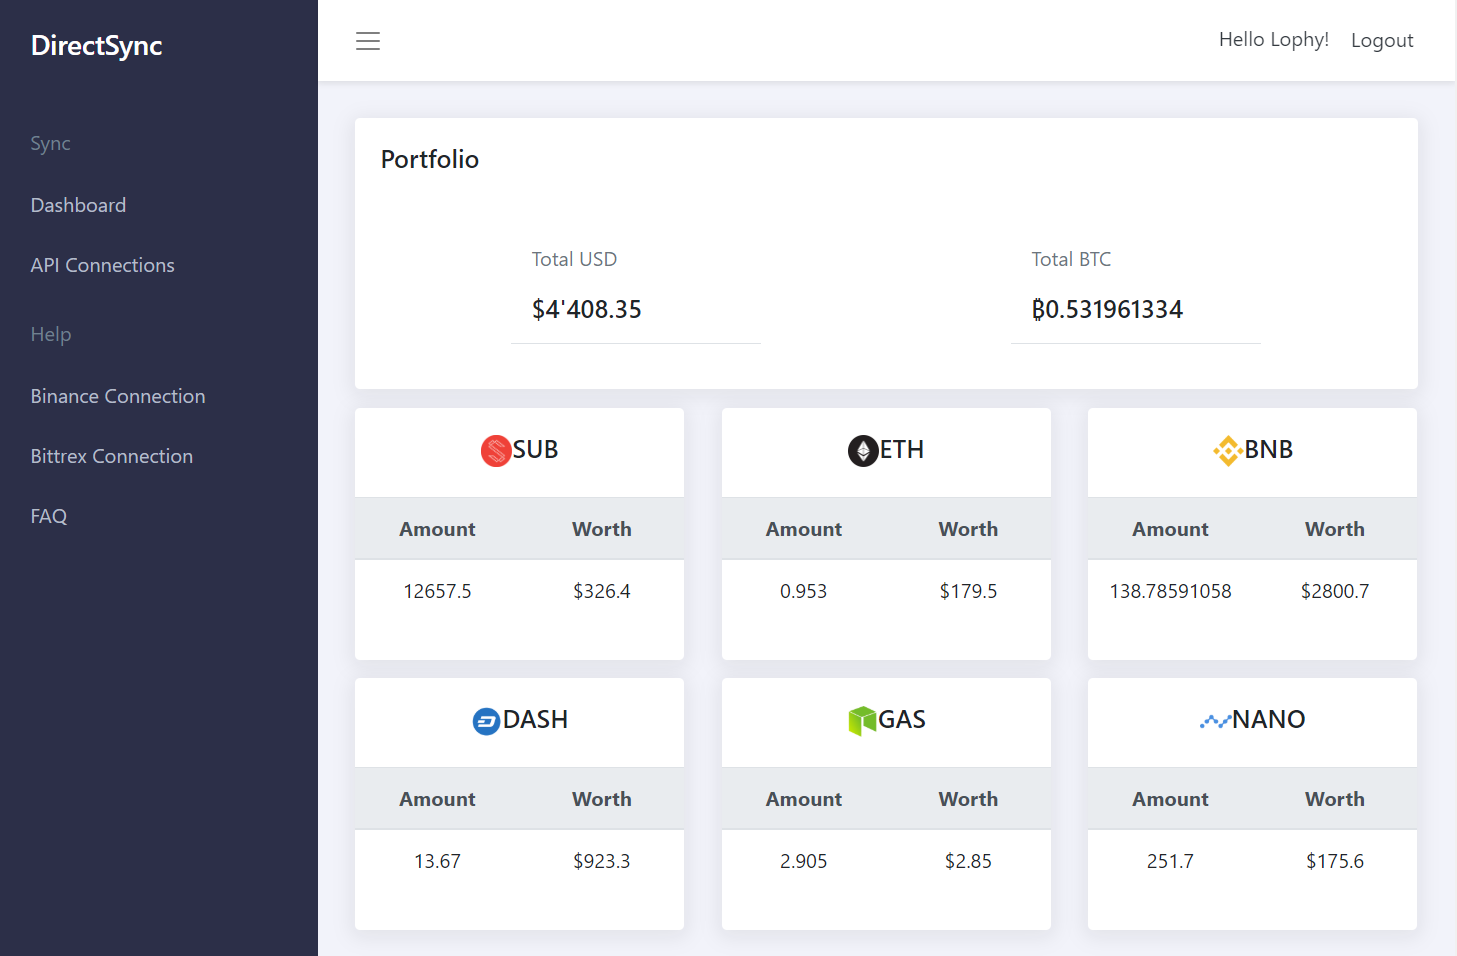 DirectSync
Sync
Dashboard
API Connections
Help
Binance Connection
Bittrex Connection
FAQ
Hello Lophy! Logout
Portfolio
Total USD
$4'408.35
Total BTC
₿0.531961334
SUB
Amount Worth
12657.5 $326.4
ETH
Amount Worth
0.953 $179.5
BNB
Amount Worth
138.78591058 $2800.7
DASH
Amount Worth
13.67 $923.3
GAS
Amount Worth
2.905 $2.85
NANO
Amount Worth
251.7 $175.6